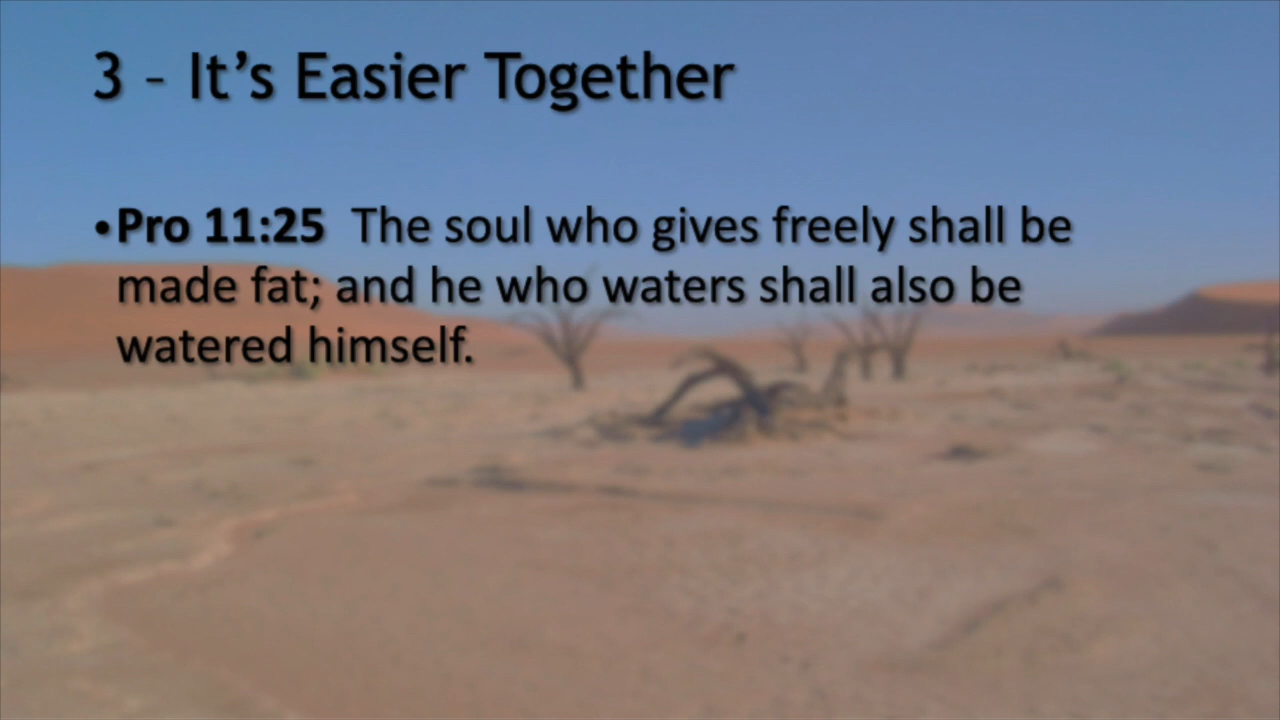 3 – It’s Easier Together
•Pro 11:25  The soul who gives freely shall be
made fat; and he who waters shall also be
watered himself.